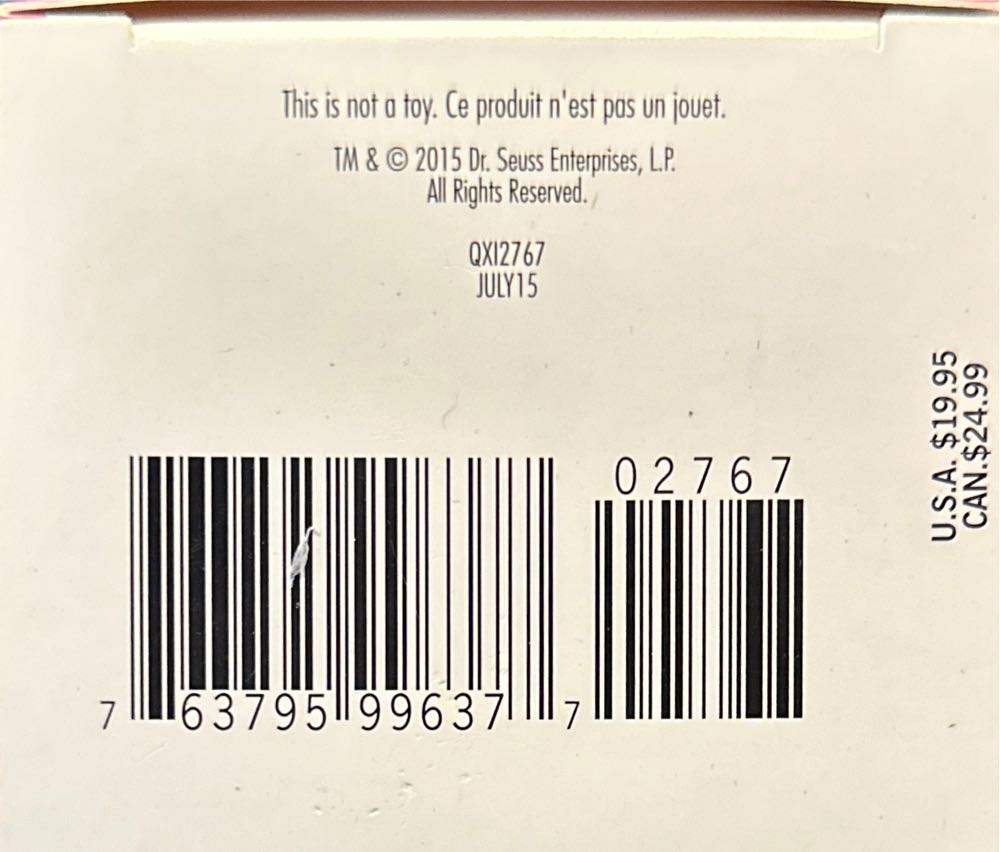 This is not a toy. Ce produit n'est pas un jouet.
TM & © 2015 Dr. Seuss Enterprises, L.P.
All Rights Reserved.
QXI2767
JULY15
U.S.A. $19.95
CAN.$24.99
02767
7 63795 99637 7